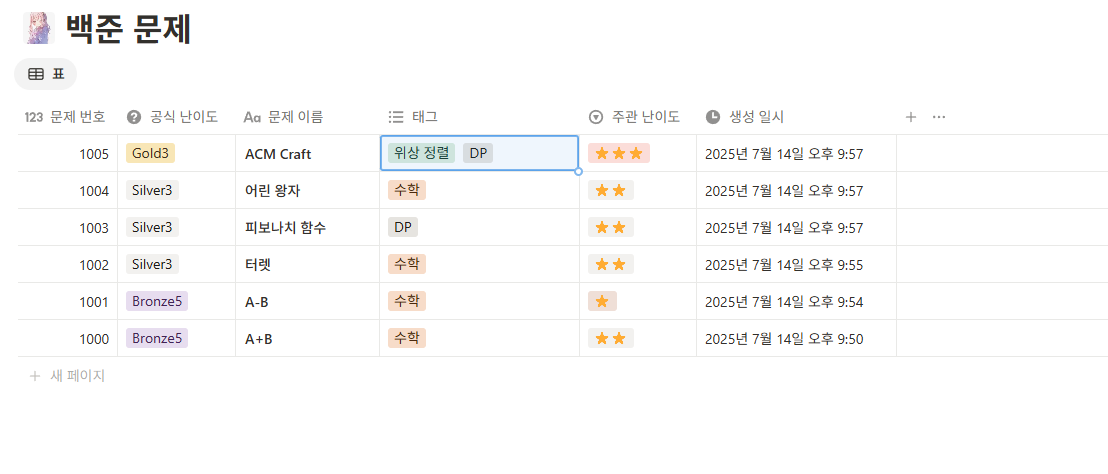 백준 문제
표
123 문제 번호 공식 난이도 Aa 문제 이름 태그 주관 난이도 생성 일시
1005 Gold3 ACM Craft 위상 정렬 DP ⭐⭐⭐ 2025년 7월 14일 오후 9:57
1004 Silver3 어린 왕자 수학 ⭐⭐ 2025년 7월 14일 오후 9:57
1003 Silver3 피보나치 함수 DP ⭐⭐ 2025년 7월 14일 오후 9:57
1002 Silver3 터렛 수학 ⭐⭐ 2025년 7월 14일 오후 9:55
1001 Bronze5 A-B 수학 ⭐ 2025년 7월 14일 오후 9:54
1000 Bronze5 A+B 수학 ⭐⭐ 2025년 7월 14일 오후 9:50
+ 새 페이지